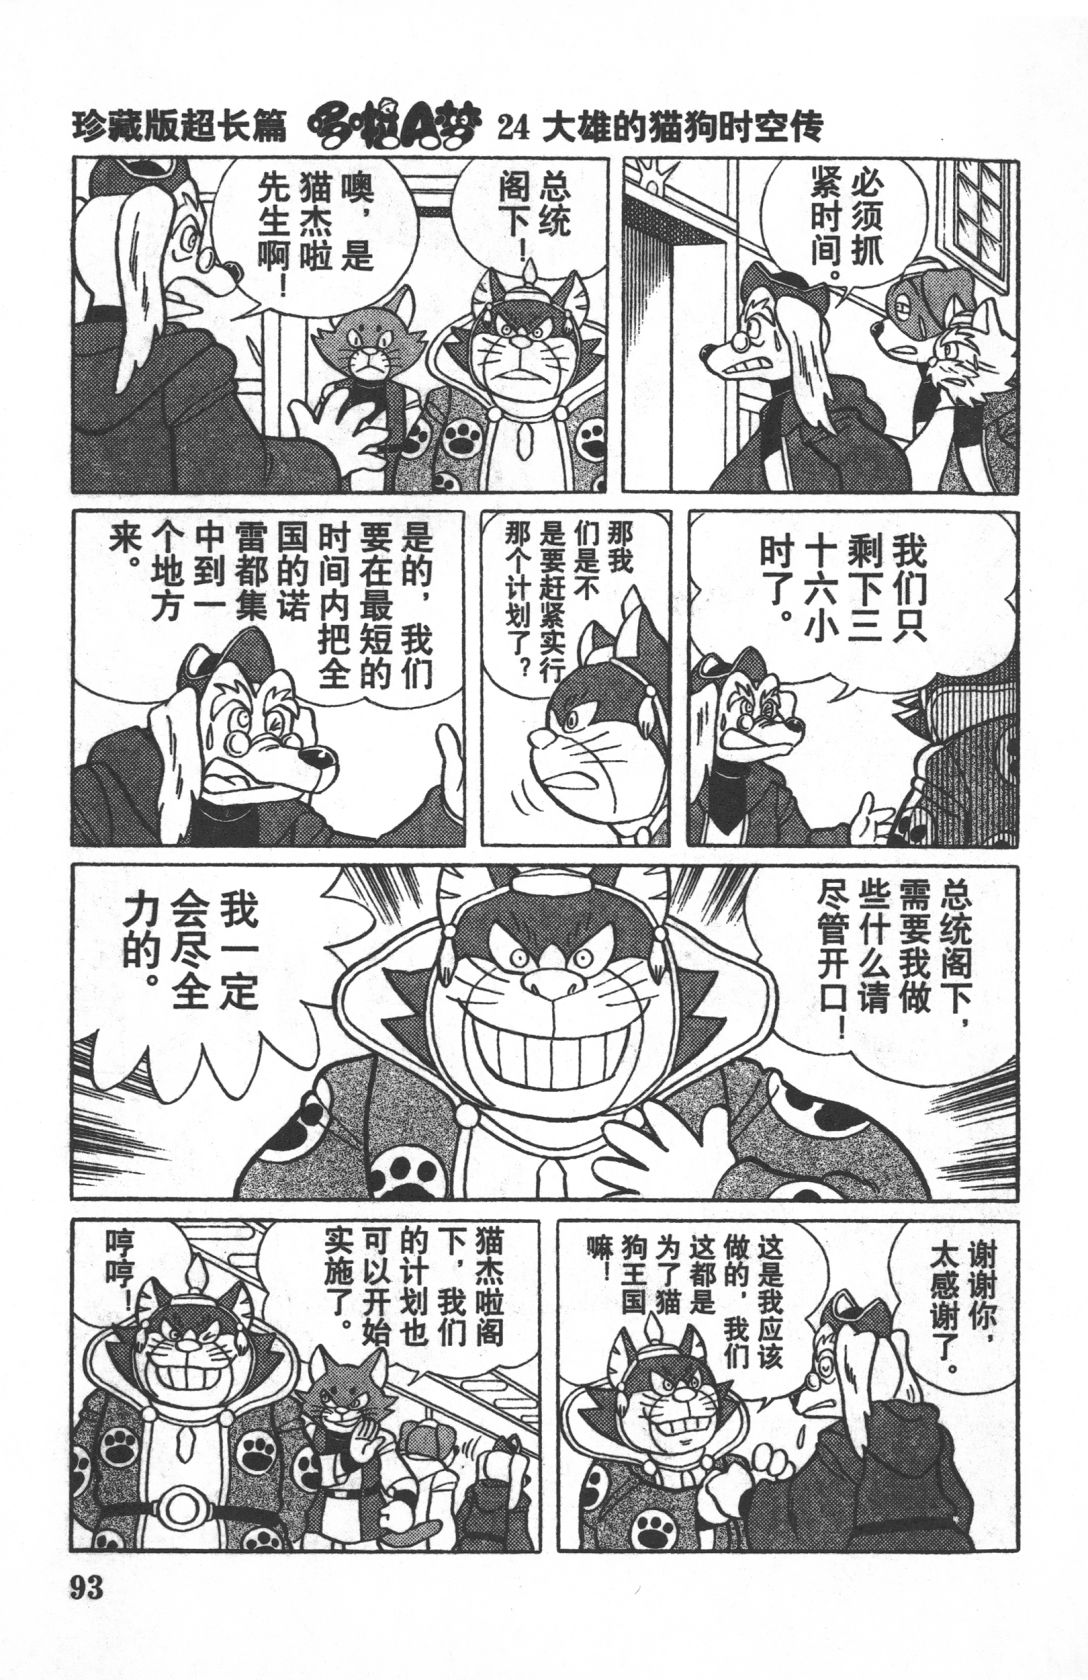 珍藏版超长篇 哆啦A梦 24 大雄的猫狗时空传
必须抓
紧时间。
总统
阁下！
噢，是
猫杰啦
先生啊！
我们只
剩下三
十六小
时了。
那我
们是不
是要赶紧实行
那个计划了？
是的，我们
要在最短的
时间内把全
国的诺
雷都集
中到一
个地方
来。
总统阁下，
需要我做
些什么请
尽管开口！
我一定
会尽全
力的。
谢谢你，
太感谢了。
这是我应该
做的，我们
这都是
为了猫
狗王国
嘛！
猫杰啦阁
下，我们
的计划也
可以开始
实施了。
哼
哼！
93